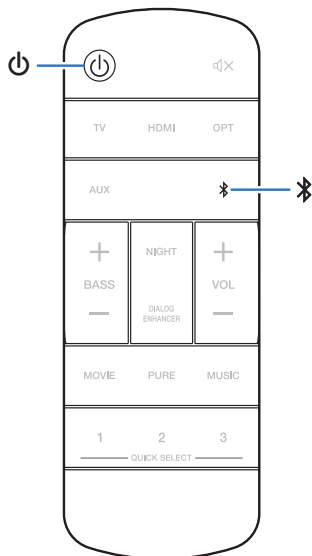 TV HDMI OPT
AUX
+ NIGHT +
BASS VOL
DIALOG
ENHANCER
— —
MOVIE PURE MUSIC
1 2 3
QUICK SELECT